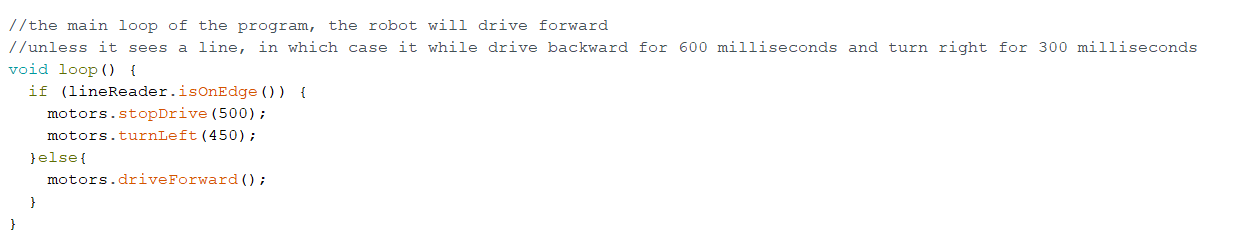 //the main loop of the program, the robot will drive forward
//unless it sees a line, in which case it while drive backward for 600 milliseconds and turn right for 300 milliseconds
void loop() {
  if (lineReader.isOnEdge()) {
    motors.stopDrive(500);
    motors.turnLeft(450);
  }else{
    motors.driveForward();
  }
}